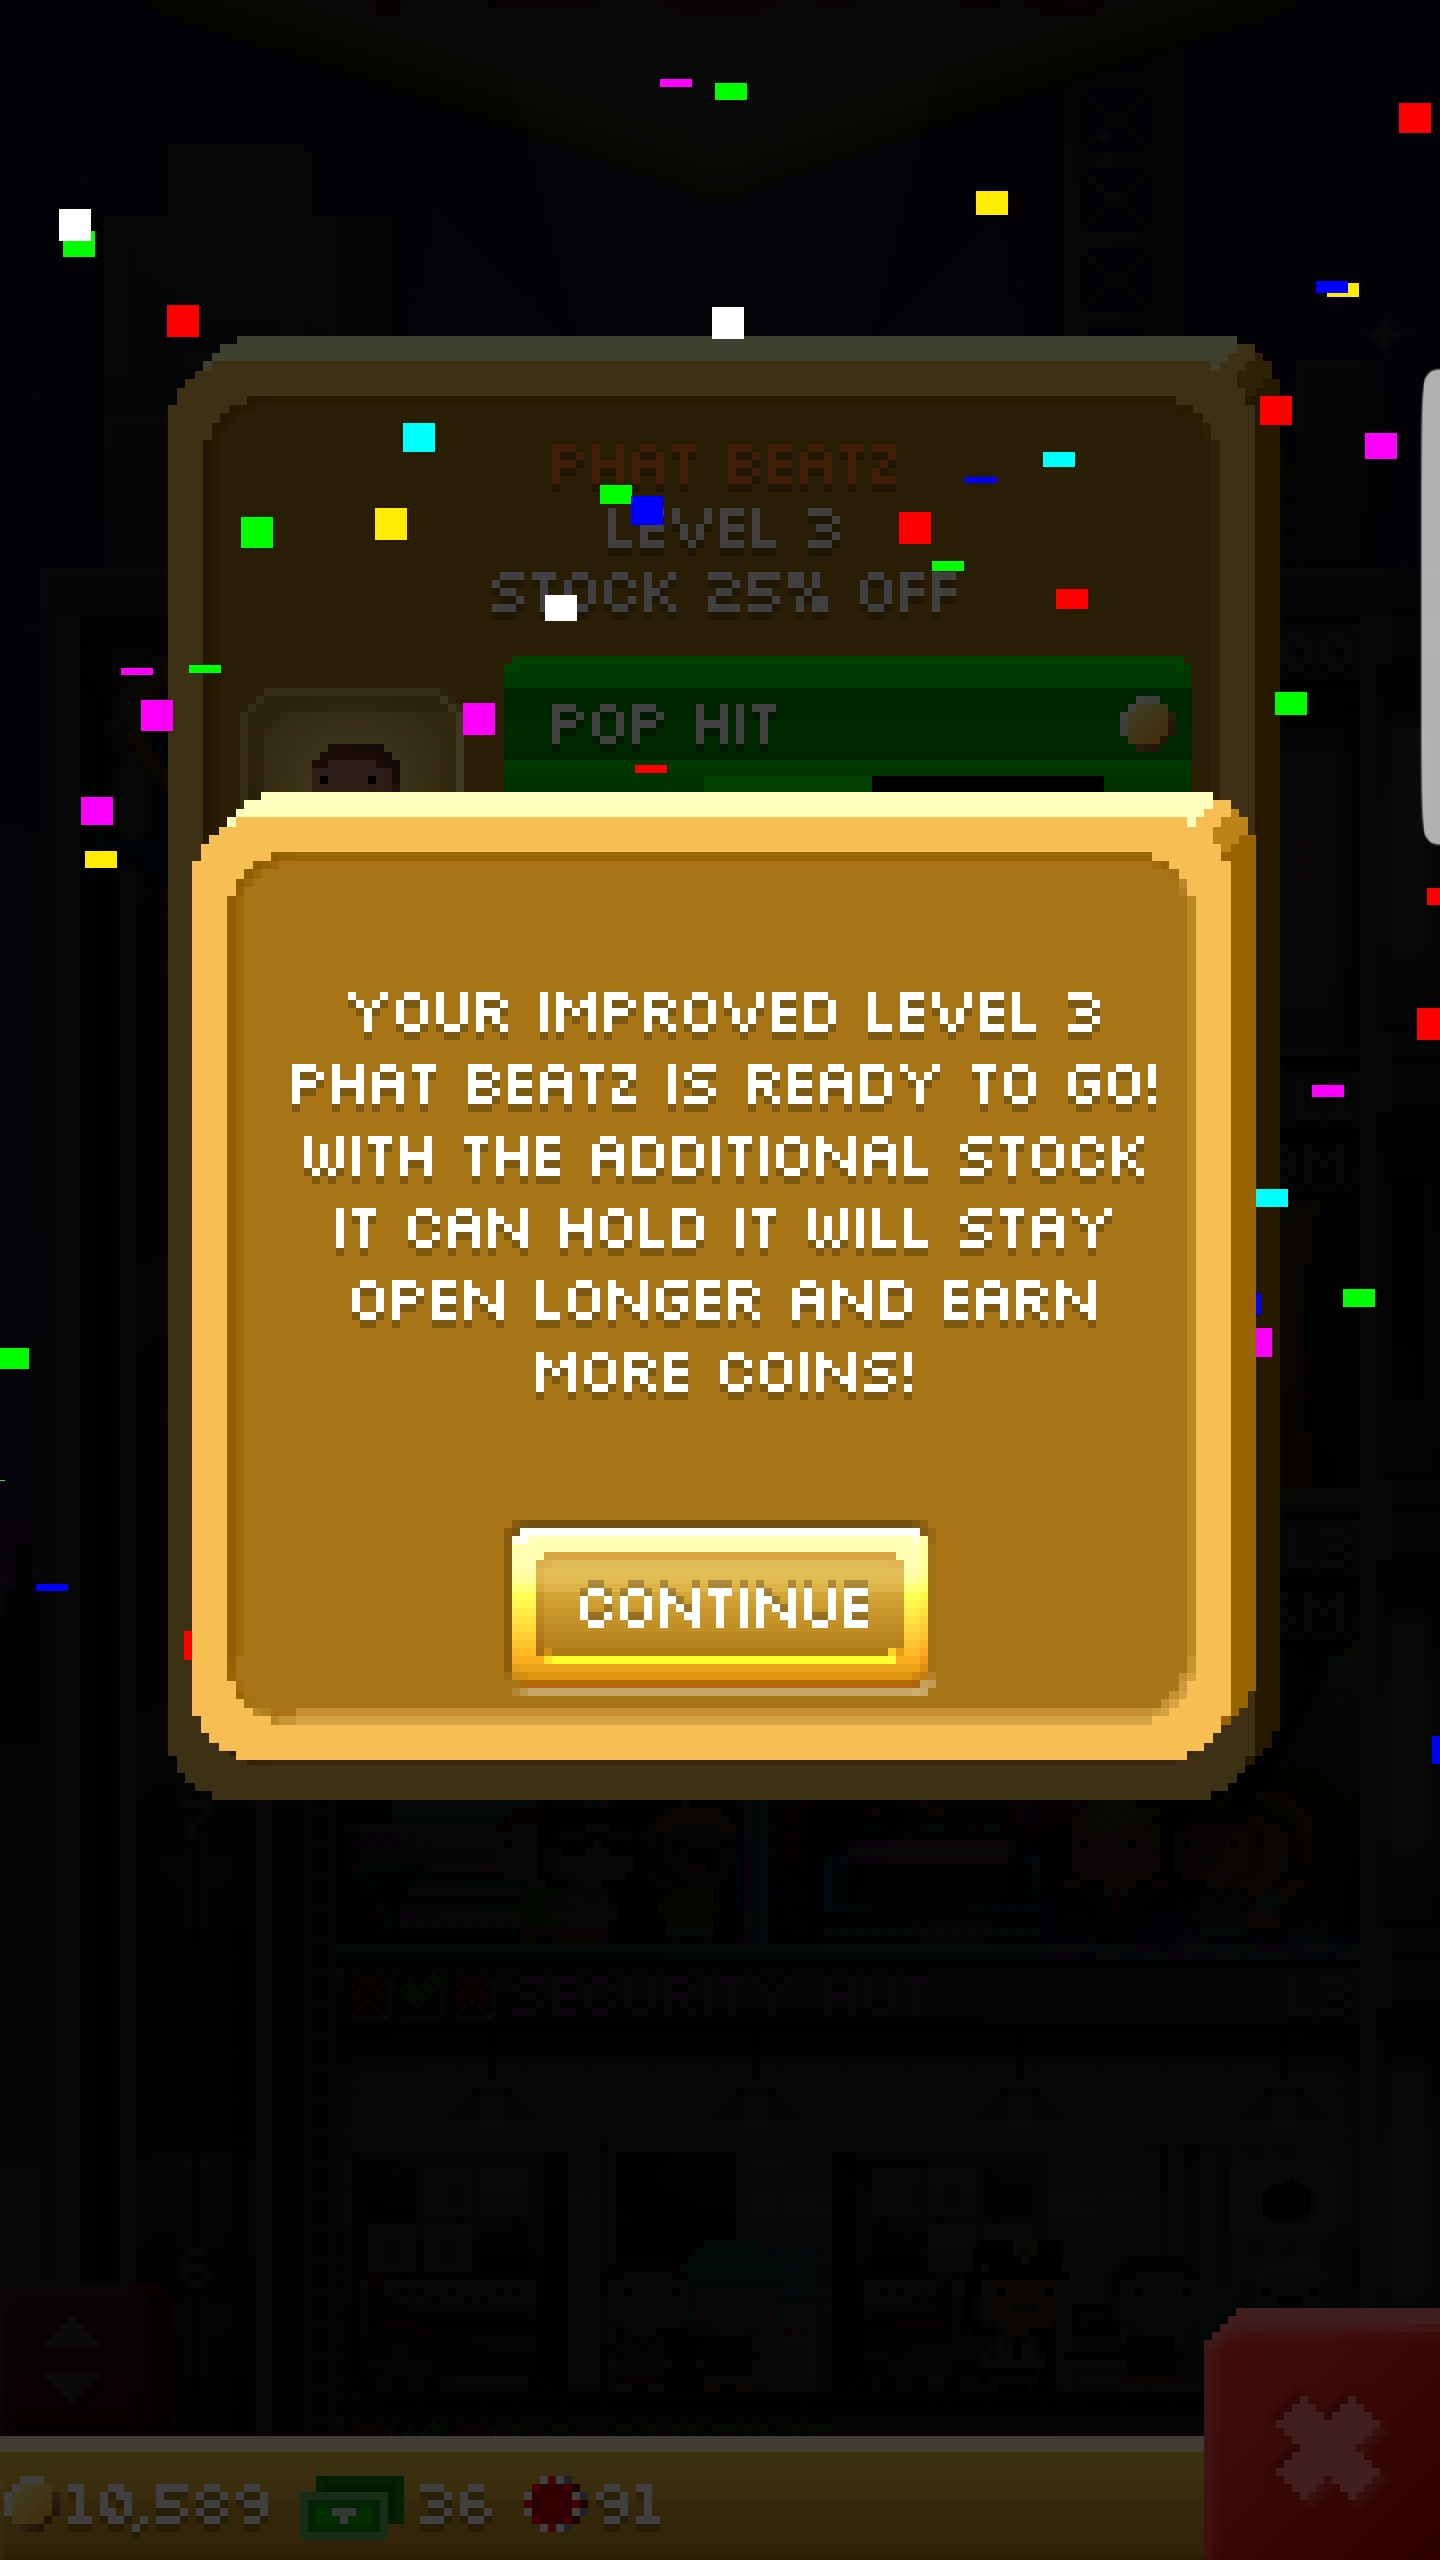 PHAT BEATZ
LEVEL 3
STOCK 25% OFF
POP HIT
YOUR IMPROVED LEVEL 3
PHAT BEATZ IS READY TO GO!
WITH THE ADDITIONAL STOCK
IT CAN HOLD IT WILL STAY
OPEN LONGER AND EARN
MORE COINS!
CONTINUE
SECURITY HUT L3
6
10,589 36 91